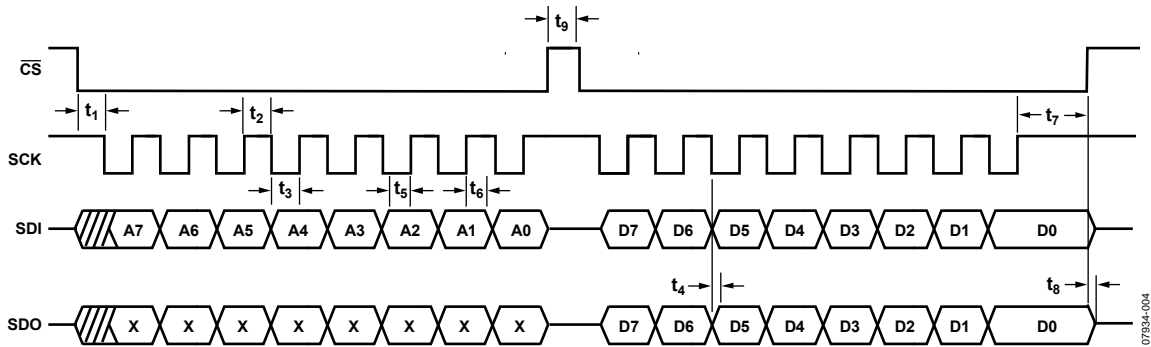 t9
CS
t1
t2
t7
SCK
t3
t5
t6
SDI
A7 A6 A5 A4 A3 A2 A1 A0 D7 D6 D5 D4 D3 D2 D1 D0
t4
t8
SDO
X X X X X X X X D7 D6 D5 D4 D3 D2 D1 D0
07934-004